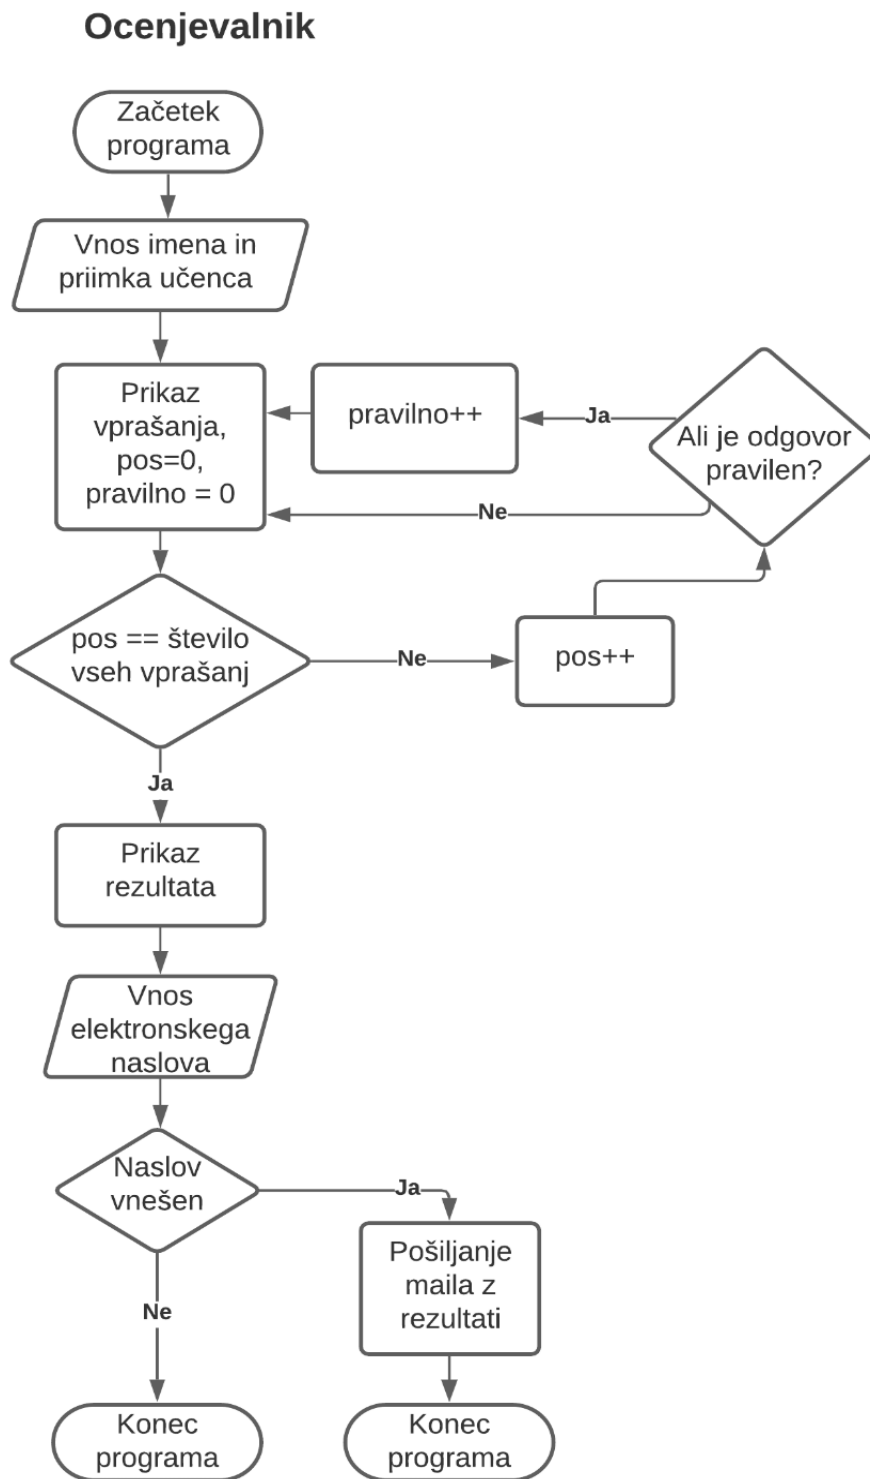 Ocenjevalnik
Začetek
programa
Vnos imena in
priimka učenca
Prikaz
vprašanja,
pos=0,
pravilno = 0
pravilno++
Ja
Ali je odgovor
pravilen?
Ne
pos == število
vseh vprašanj
Ne
pos++
Ja
Prikaz
rezultata
Vnos
elektronskega
naslova
Naslov
vnešen
Ja
Pošiljanje
maila z
rezultati
Ne
Konec
programa
Konec
programa